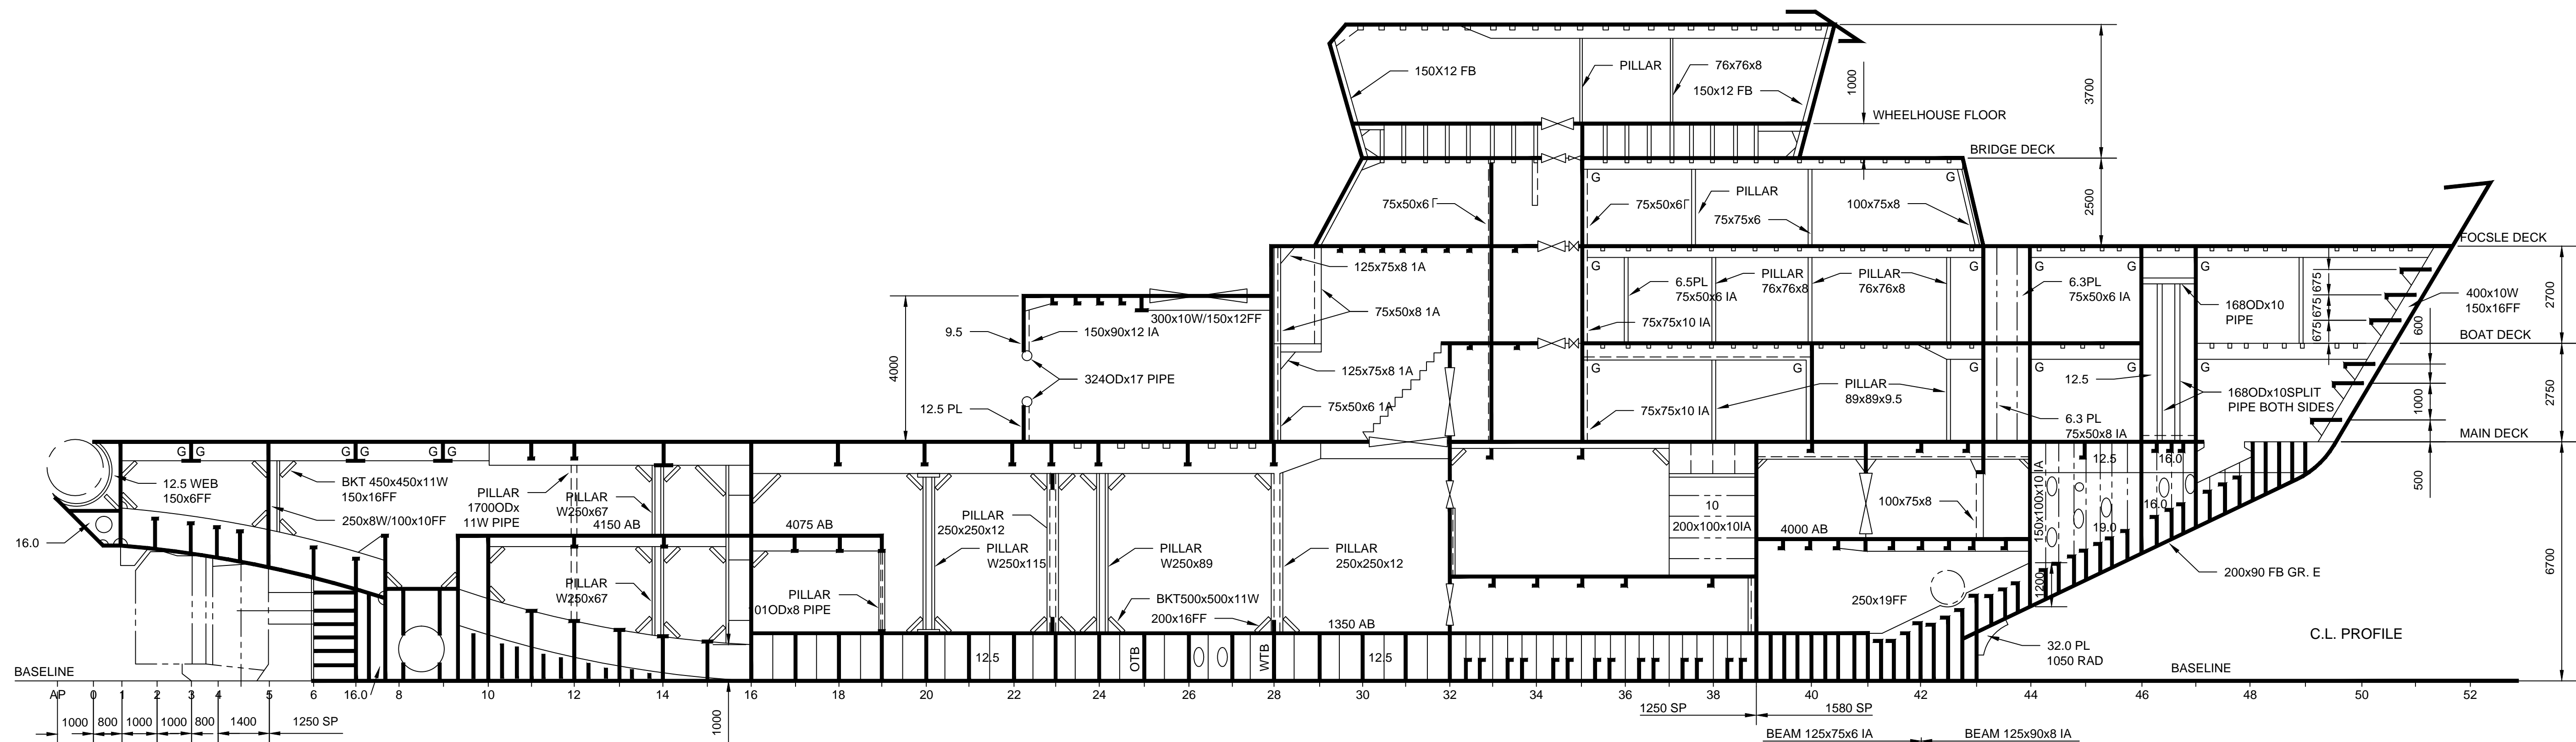 150X12 FB
PILLAR
76x76x8
150x12 FB
1000
3700
WHEELHOUSE FLOOR
BRIDGE DECK
G
G
75x50x6
75x50x6
PILLAR
75x75x6
100x75x8
2500
FOCSLE DECK
125x75x8 1A
G
G
G
G
G
6.5PL
75x50x6 IA
PILLAR
76x76x8
PILLAR
76x76x8
6.3PL
75x50x6 IA
675
675
675
400x10W
150x16FF
168ODx10
PIPE
600
2700
9.5
150x90x12 IA
300x10W/150x12FF
75x50x8 1A
75x75x10 IA
BOAT DECK
4000
324ODx17 PIPE
125x75x8 1A
G
G
G
G
G
12.5
PILLAR
89x89x9.5
168ODx10SPLIT
PIPE BOTH SIDES
1000
2750
12.5 PL
75x50x6 1A
75x75x10 IA
6.3 PL
75x50x8 IA
MAIN DECK
G
G
G
G
G
G
12.5
16.0
500
12.5 WEB
150x6FF
BKT 450x450x11W
150x16FF
PILLAR
1700ODx
11W PIPE
PILLAR
W250x67
250x8W/100x10FF
4150 AB
4075 AB
PILLAR
250x250x12
10
200x100x10IA
100x75x8
4000 AB
150x100x10 IA
16.0
19.0
16.0
PILLAR
W250x115
PILLAR
W250x89
PILLAR
250x250x12
6700
PILLAR
W250x67
PILLAR
01ODx8 PIPE
BKT500x500x11W
200x16FF
1350 AB
250x19FF
1200
200x90 FB GR. E
C.L. PROFILE
32.0 PL
1050 RAD
12.5
OTB
WTB
12.5
BASELINE
BASELINE
AP
0
1
2
3
4
5
6
16.0
8
10
12
14
16
18
20
22
24
26
28
30
32
34
36
38
40
42
44
46
48
50
52
1000
800
1000
1000
800
1400
1250 SP
1000
1250 SP
1580 SP
BEAM 125x75x6 IA
BEAM 125x90x8 IA